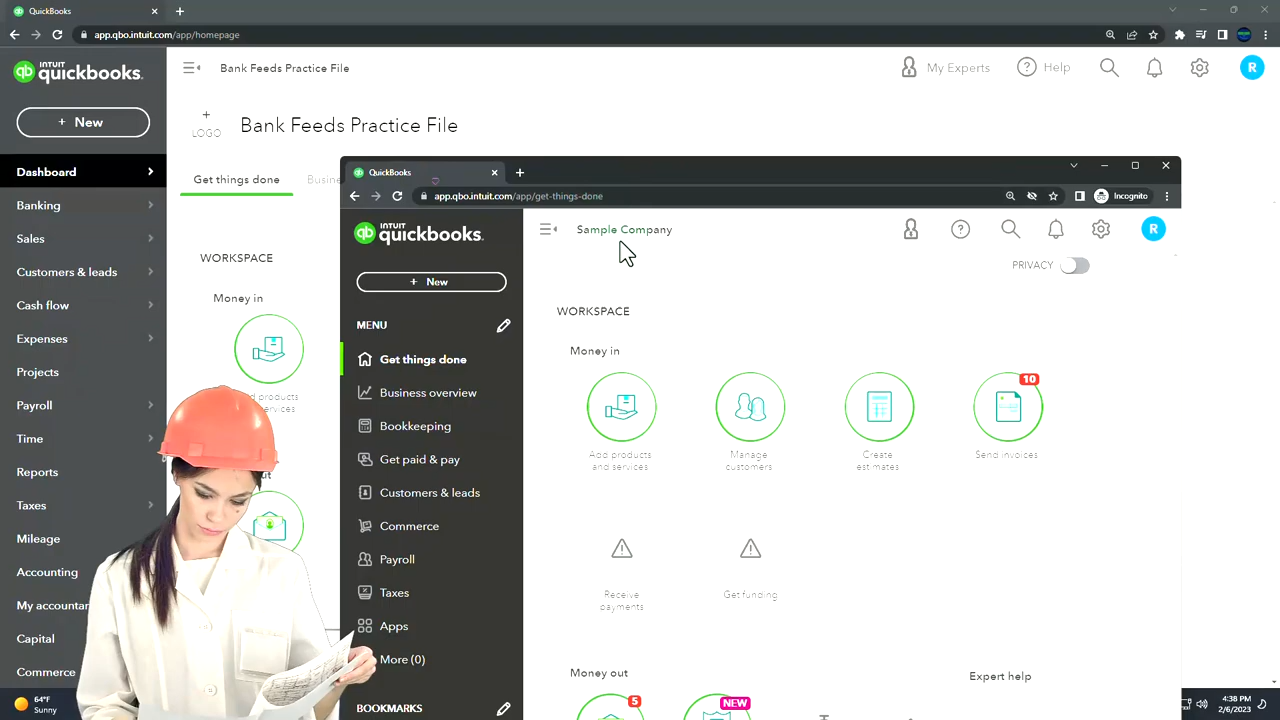 QuickBooks
app.qbo.intuit.com/app/homepage
INTUIT
quickbooks.
Bank Feeds Practice File
My Experts
Help
R
+ New
+
LOGO
Bank Feeds Practice File
Get things done
Busine
Dashboard
Banking
Sales
Customers & leads
Cash flow
Expenses
Projects
Payroll
Time
Reports
Taxes
Mileage
Accounting
My accountan
Capital
Commerce
WORKSPACE
Money in
products
services
QuickBooks
app.qbo.intuit.com/app/get-things-done
Incognito
INTUIT
quickbooks.
Sample Company
R
PRIVACY
+ New
MENU
Get things done
Business overview
Bookkeeping
Get paid & pay
Customers & leads
Commerce
Payroll
Taxes
Apps
More (0)
BOOKMARKS
WORKSPACE
Money in
10
Add products
and services
Manage
customers
Create
estimates
Send invoices
Receive
payments
Get funding
Money out
Expert help
5
NEW
64°F
Sunny
4:38 PM
2/6/2023